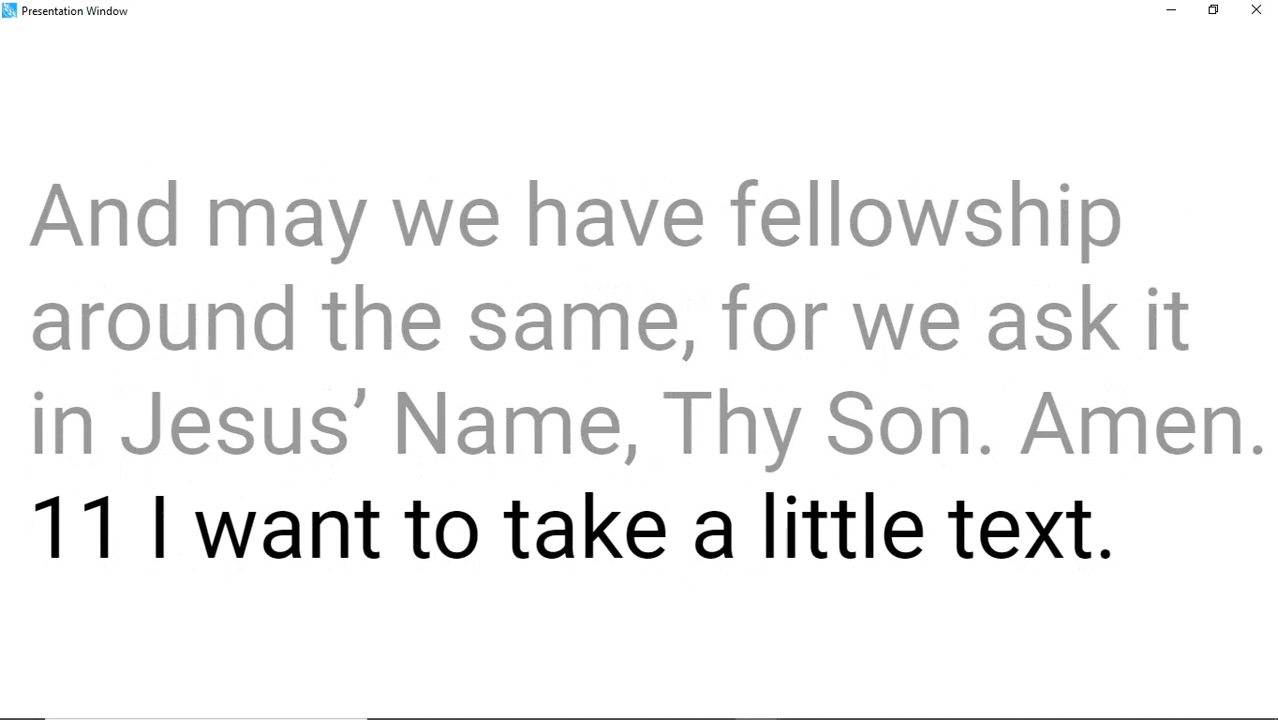 Presentation Window
And may we have fellowship
around the same, for we ask it
in Jesus’ Name, Thy Son. Amen.
11 I want to take a little text.